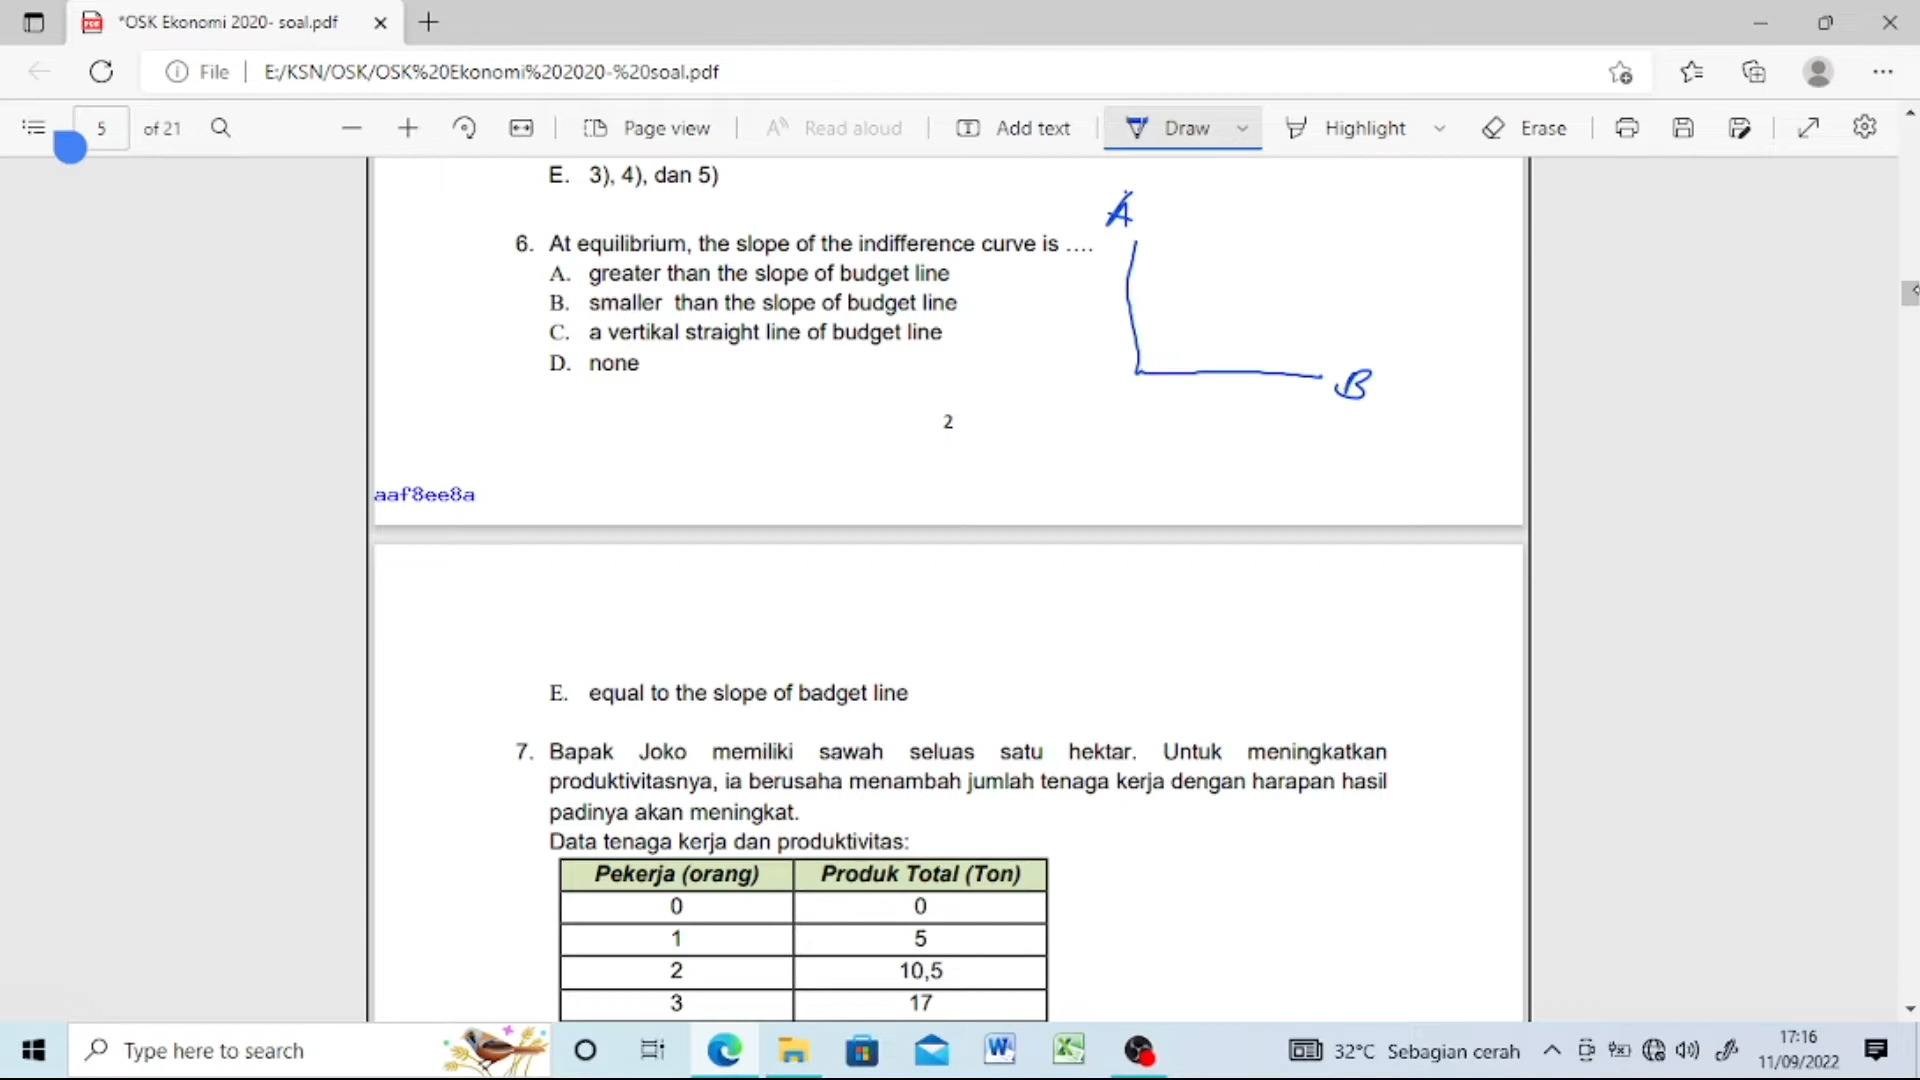 *OSK Ekonomi 2020- soal.pdf
File
E:/KSN/OSK/OSK%20Ekonomi%202020-%20soal.pdf
5 of 21
Page view
Read aloud
Add text
Draw
Highlight
Erase
E. 3), 4), dan 5)
A
6. At equilibrium, the slope of the indifference curve is ….
A. greater than the slope of budget line
B. smaller than the slope of budget line
C. a vertikal straight line of budget line
D. none
B
2
aaf8ee8a
E. equal to the slope of badget line
7. Bapak Joko memiliki sawah seluas satu hektar. Untuk meningkatkan
produktivitasnya, ia berusaha menambah jumlah tenaga kerja dengan harapan hasil
padinya akan meningkat.
Data tenaga kerja dan produktivitas:
Pekerja (orang) Produk Total (Ton)
0 0
1 5
2 10,5
3 17
Type here to search
32°C Sebagian cerah
17:16
11/09/2022